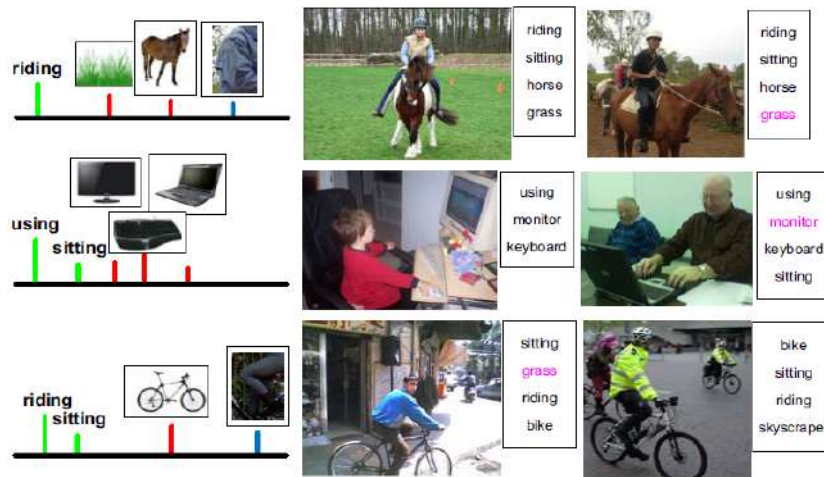 riding
riding
sitting
horse
grass
riding
sitting
horse
grass
using
sitting
using
monitor
keyboard
using
monitor
keyboard
sitting
riding
sitting
sitting
grass
riding
bike
bike
sitting
riding
skyscraper